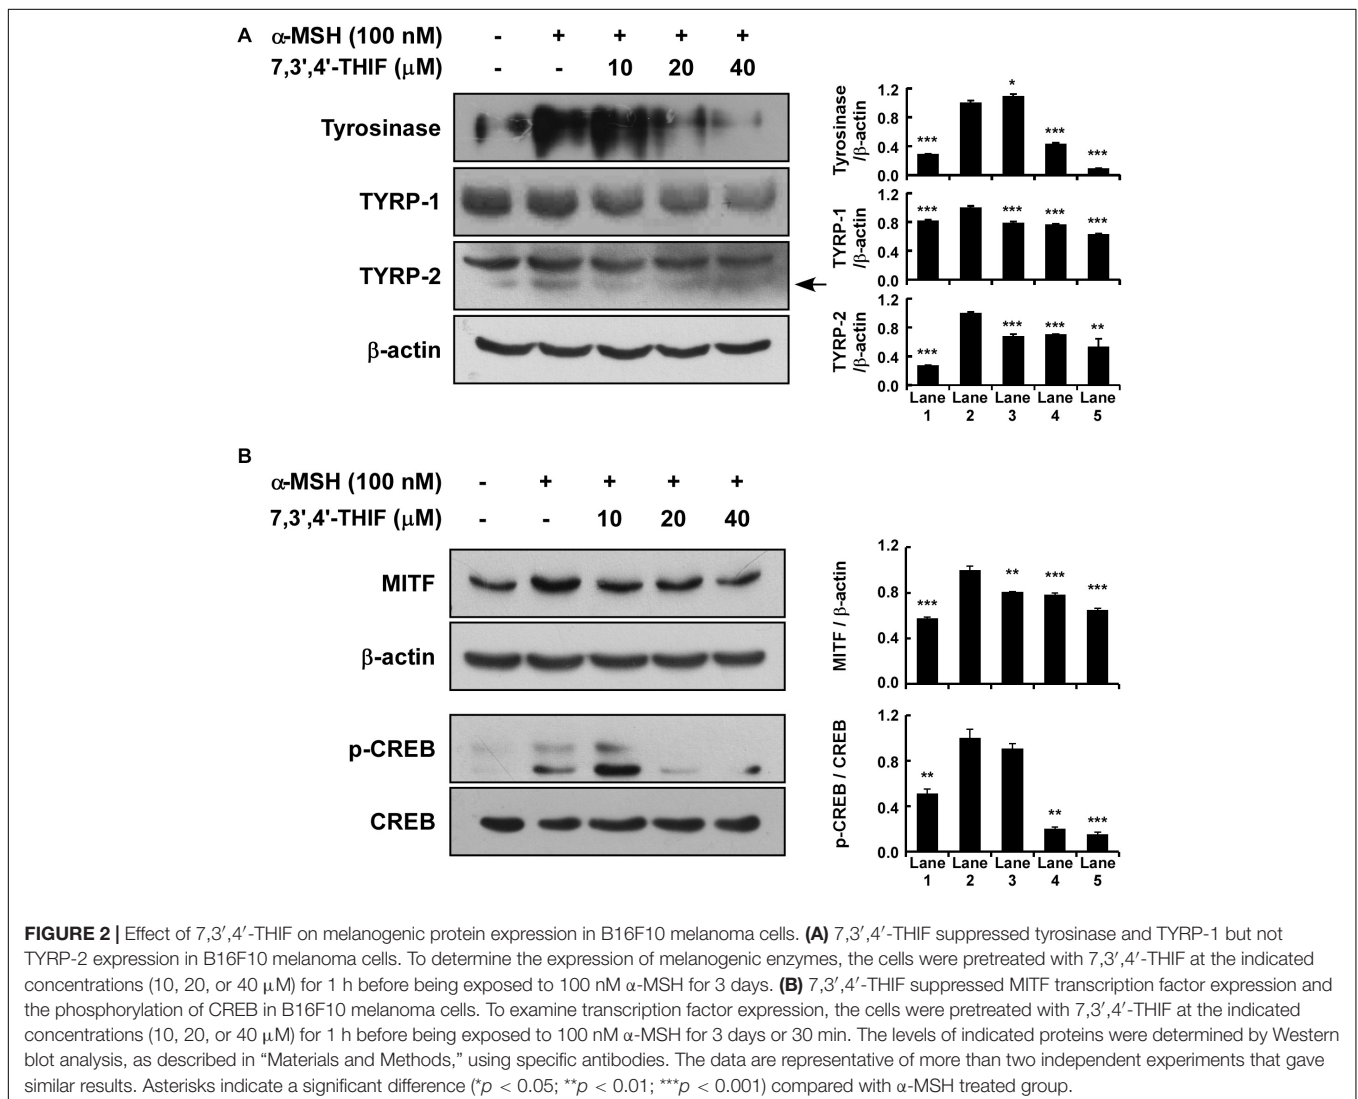 A α-MSH (100 nM) - + + + +
7,3',4'-THIF (μM) - - 10 20 40
Tyrosinase
TYRP-1
TYRP-2
β-actin
Tyrosinase
/β-actin
1.2
0.8
0.4
0.0
***
*
***
***
TYRP-1
/β-actin
1.2
0.8
0.4
0.0
***
***
***
***
TYRP-2
/β-actin
1.2
0.8
0.4
0.0
***
***
***
**
Lane Lane Lane Lane Lane
1 2 3 4 5
B
α-MSH (100 nM) - + + + +
7,3',4'-THIF (μM) - - 10 20 40
MITF
β-actin
p-CREB
CREB
MITF / β-actin
1.2
0.8
0.4
0.0
***
**
***
***
p-CREB / CREB
1.2
0.8
0.4
0.0
**
**
***
Lane Lane Lane Lane Lane
1 2 3 4 5
FIGURE 2 | Effect of 7,3′,4′-THIF on melanogenic protein expression in B16F10 melanoma cells. (A) 7,3′,4′-THIF suppressed tyrosinase and TYRP-1 but not
TYRP-2 expression in B16F10 melanoma cells. To determine the expression of melanogenic enzymes, the cells were pretreated with 7,3′,4′-THIF at the indicated
concentrations (10, 20, or 40 μM) for 1 h before being exposed to 100 nM α-MSH for 3 days. (B) 7,3′,4′-THIF suppressed MITF transcription factor expression and
the phosphorylation of CREB in B16F10 melanoma cells. To examine transcription factor expression, the cells were pretreated with 7,3′,4′-THIF at the indicated
concentrations (10, 20, or 40 μM) for 1 h before being exposed to 100 nM α-MSH for 3 days or 30 min. The levels of indicated proteins were determined by Western
blot analysis, as described in “Materials and Methods,” using specific antibodies. The data are representative of more than two independent experiments that gave
similar results. Asterisks indicate a significant difference (*p < 0.05; **p < 0.01; ***p < 0.001) compared with α-MSH treated group.